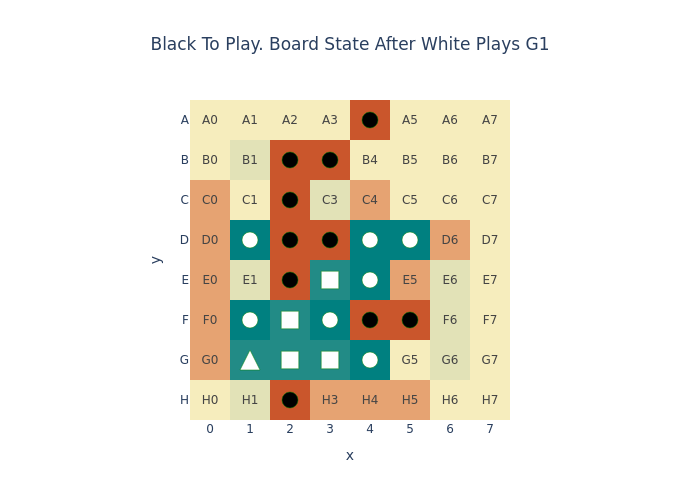 Black To Play. Board State After White Plays G1
A A0 A1 A2 A3 A5 A6 A7
B B0 B1 B4 B5 B6 B7
C C0 C1 C3 C4 C5 C6 C7
D D0 D6 D7
E E0 E1 E5 E6 E7
F F0 F6 F7
G G0 G5 G6 G7
H H0 H1 H3 H4 H5 H6 H7
0 1 2 3 4 5 6 7
x
y